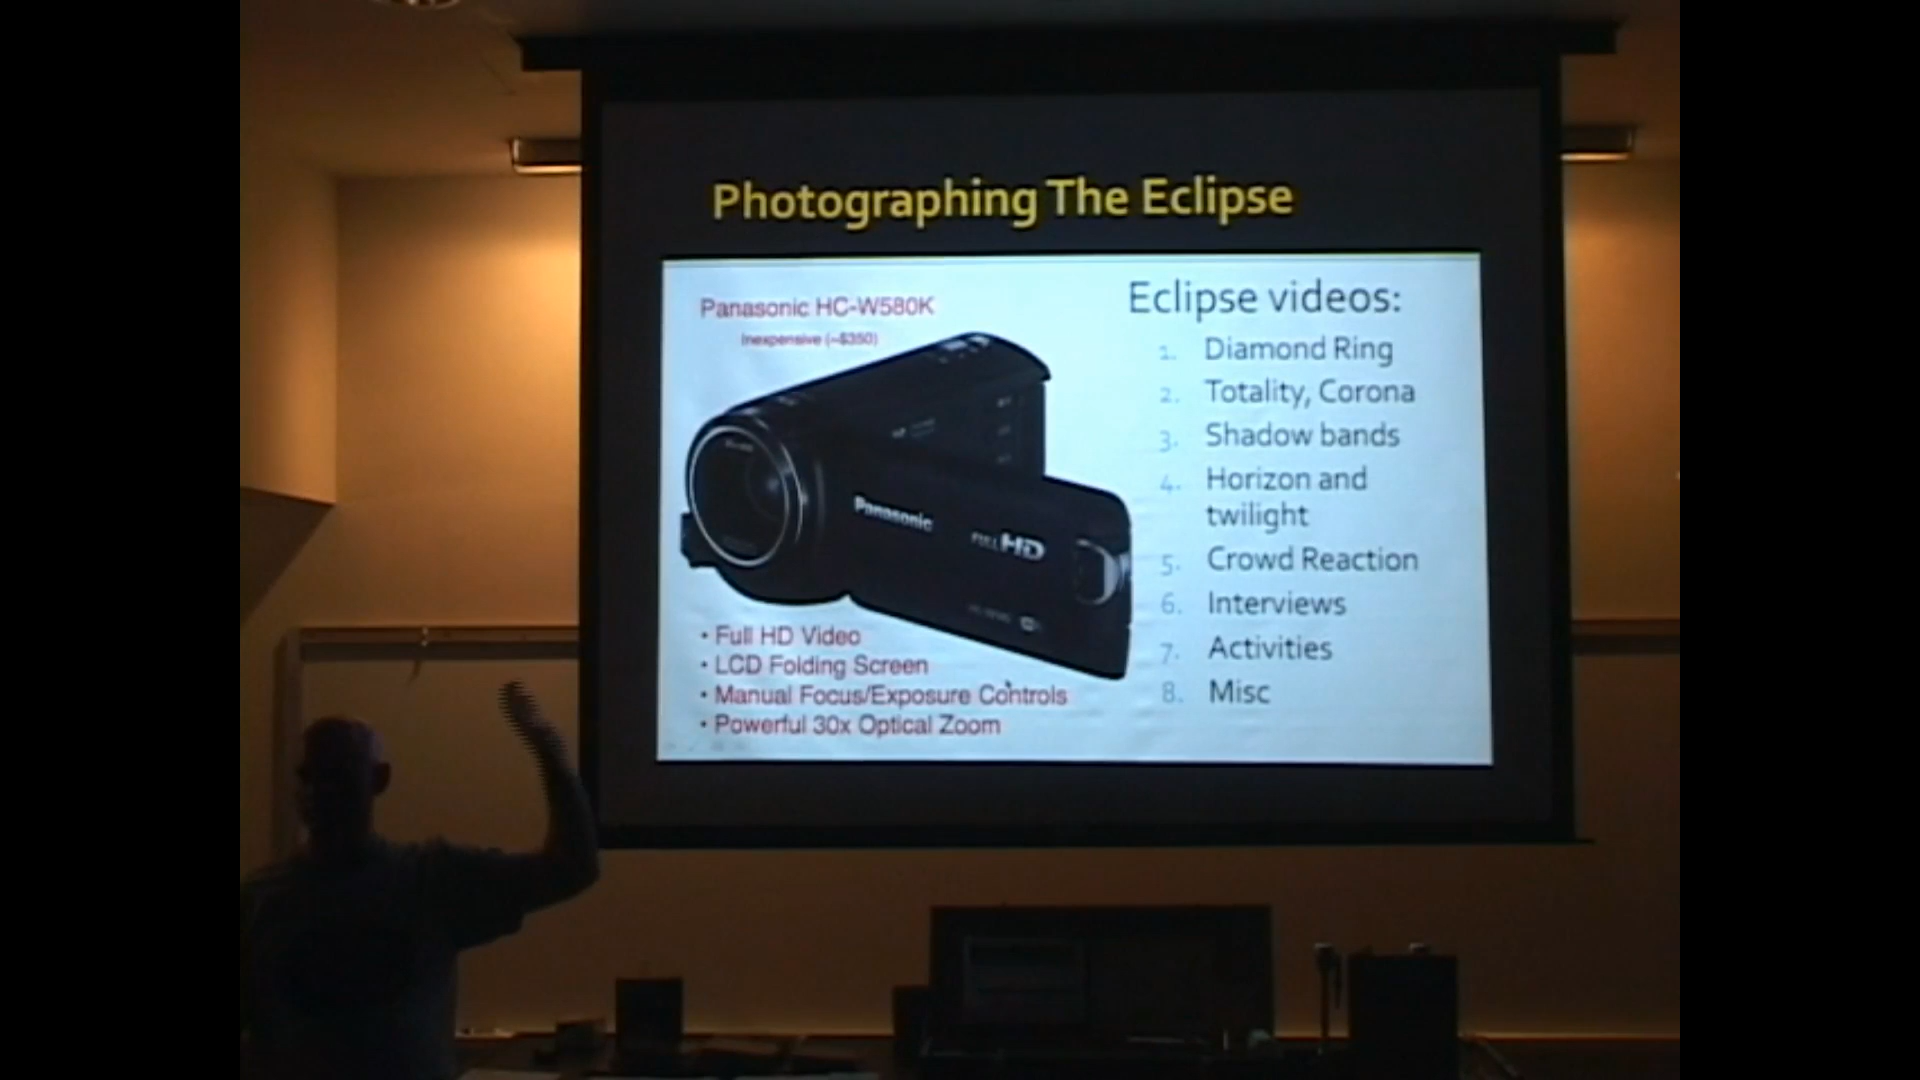 Photographing The Eclipse
Panasonic HC-W580K
Inexpensive (~$350)
Panasonic
FULL HD
• Full HD Video
• LCD Folding Screen
• Manual Focus/Exposure Controls
• Powerful 30x Optical Zoom
Eclipse videos:
1. Diamond Ring
2. Totality, Corona
3. Shadow bands
4. Horizon and
twilight
5. Crowd Reaction
6. Interviews
7. Activities
8. Misc